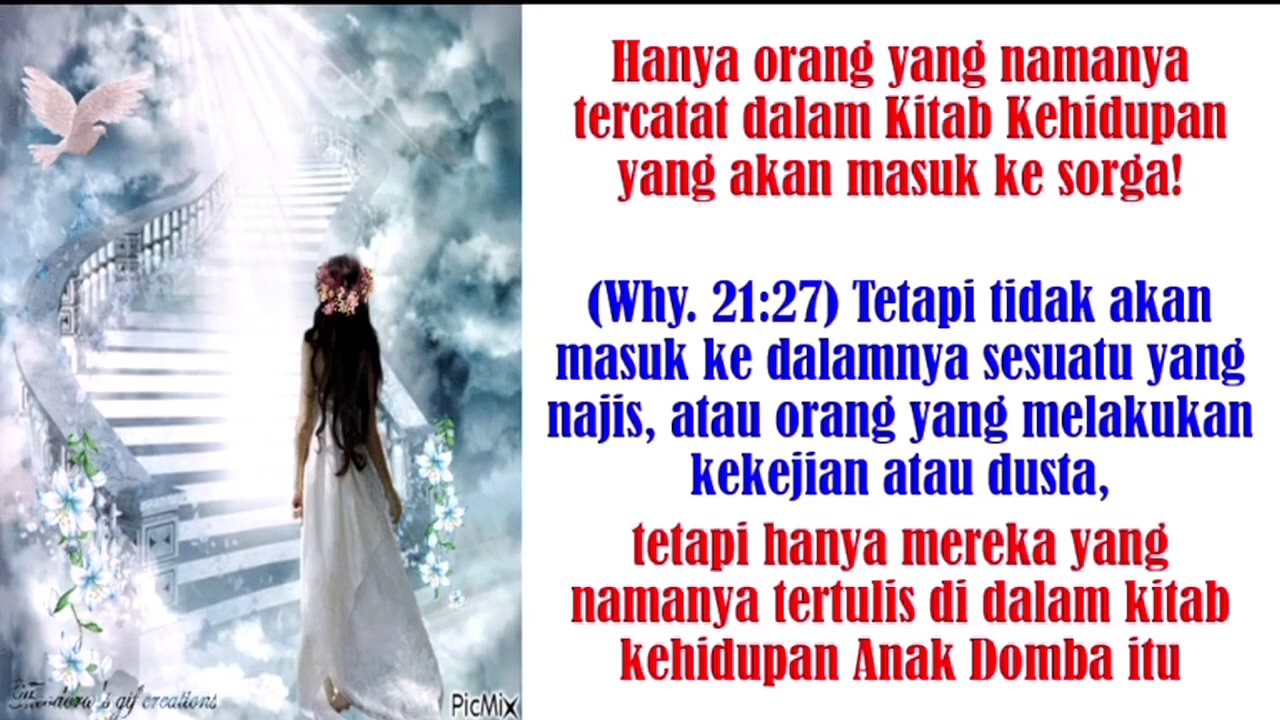 Hanya orang yang namanya
tercatat dalam Kitab Kehidupan
yang akan masuk ke sorga!
(Why. 21:27) Tetapi tidak akan
masuk ke dalamnya sesuatu yang
najis, atau orang yang melakukan
kekejian atau dusta,
tetapi hanya mereka yang
namanya tertulis di dalam kitab
kehidupan Anak Domba itu
gif creations
PicMix